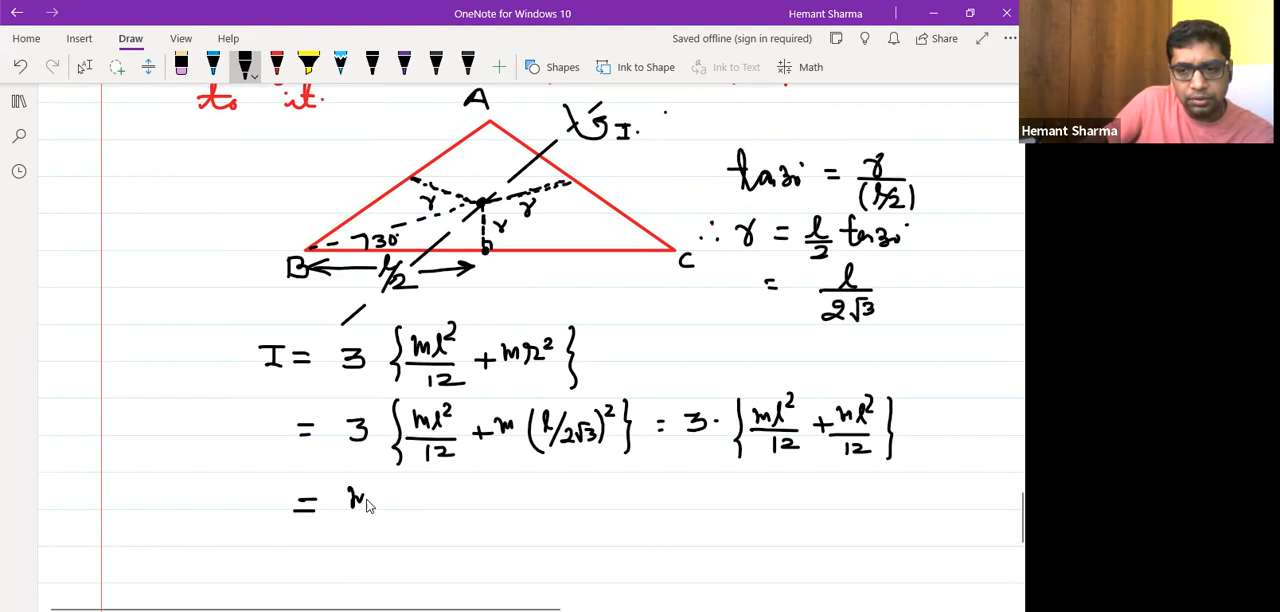 OneNote for Windows 10
Hemant Sharma
Home Insert Draw View Help
Saved offline (sign in required)
Share
Shapes Ink to Shape Ink to Text Math
Hemant Sharma
to it.
A
I.
r r
r
30°
B l/2 C
tan30° = r/(l/2)
∴ r = l/2 tan30°
= l/2√3
I = 3 {ml²/12 + mr²}
= 3 {ml²/12 + m (l/2√3)²} = 3 · {ml²/12 + ml²/12}
= m